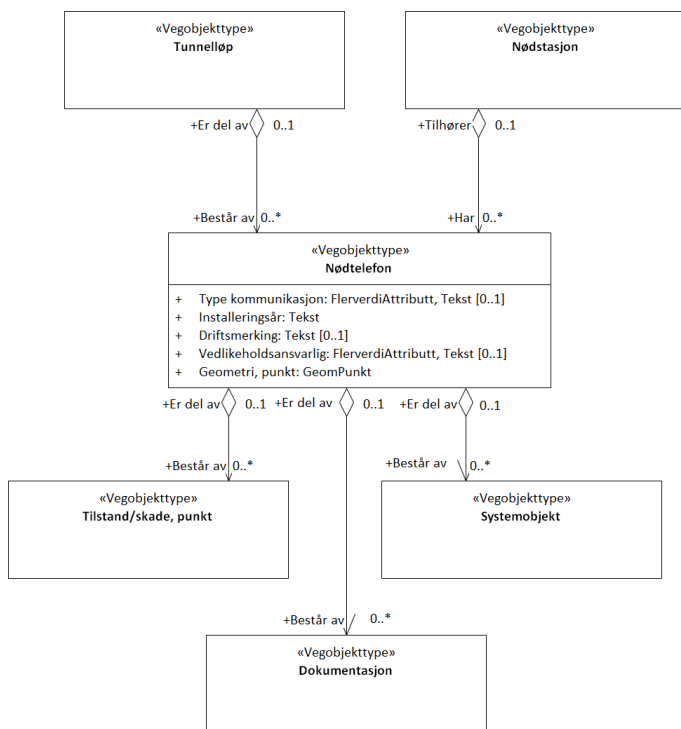 «Vegobjekttype»
Tunnelløp
«Vegobjekttype»
Nødstasjon
+Er del av 0..1
+Tilhører 0..1
+Består av 0..*
+Har 0..*
«Vegobjekttype»
Nødtelefon
+ Type kommunikasjon: FlerverdiAttributt, Tekst [0..1]
+ Installeringsår: Tekst
+ Driftsmerking: Tekst [0..1]
+ Vedlikeholdsansvarlig: FlerverdiAttributt, Tekst [0..1]
+ Geometri, punkt: GeomPunkt
+Er del av 0..1
+Er del av 0..1
+Er del av 0..1
+Består av 0..*
+Består av 0..*
«Vegobjekttype»
Tilstand/skade, punkt
«Vegobjekttype»
Systemobjekt
+Består av 0..*
«Vegobjekttype»
Dokumentasjon